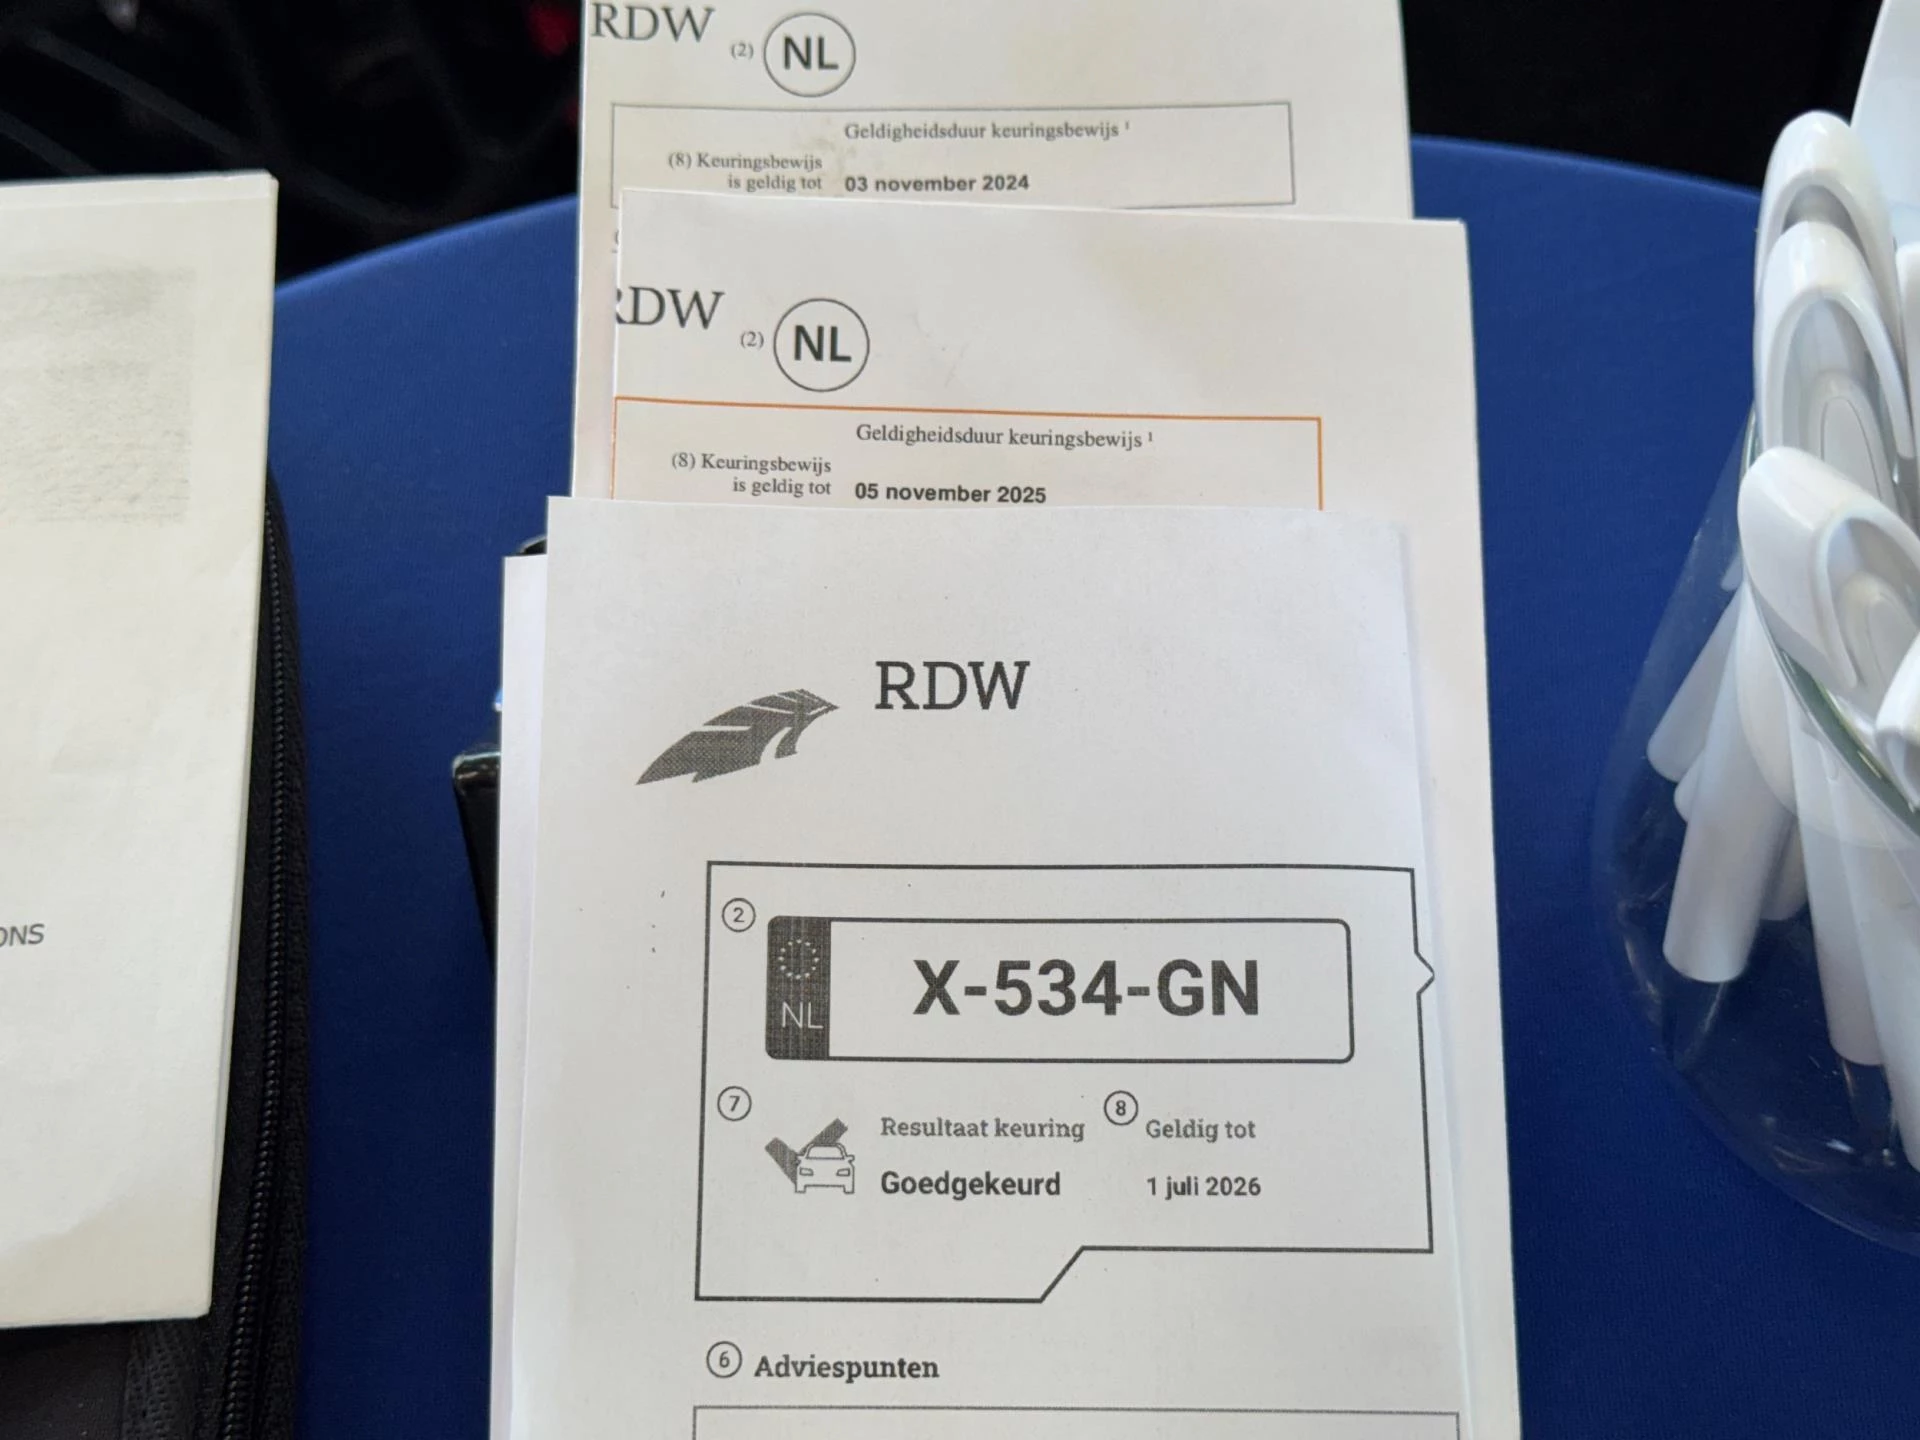 RDW
(2) NL
Geldigheidsduur keuringsbewijs ¹
(8) Keuringsbewijs
is geldig tot 03 november 2024
RDW
(2) NL
Geldigheidsduur keuringsbewijs ¹
(8) Keuringsbewijs
is geldig tot 05 november 2025
RDW
2
NL X-534-GN
7 Resultaat keuring 8 Geldig tot
Goedgekeurd 1 juli 2026
6 Adviespunten
ONS